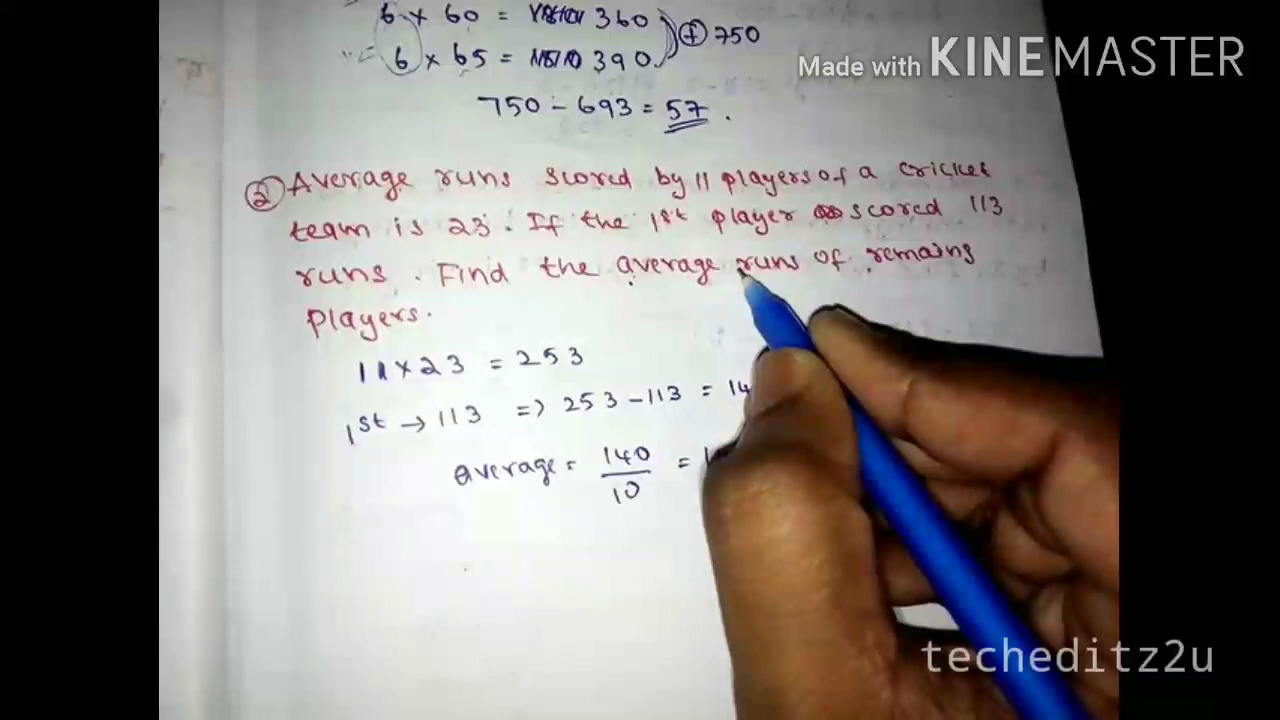 6 × 60 = 360
Made with KINEMASTER
6 × 65 = 390
+ 750
750 - 693 = 57 .
② Average runs scored by 11 players of a cricket
team is 23. If the 1st player scored 113
runs . Find the average runs of remains
players.
11 × 23 = 253
1st → 113 => 253 - 113 = 14
average = 140/10 = 1
techeditz2u